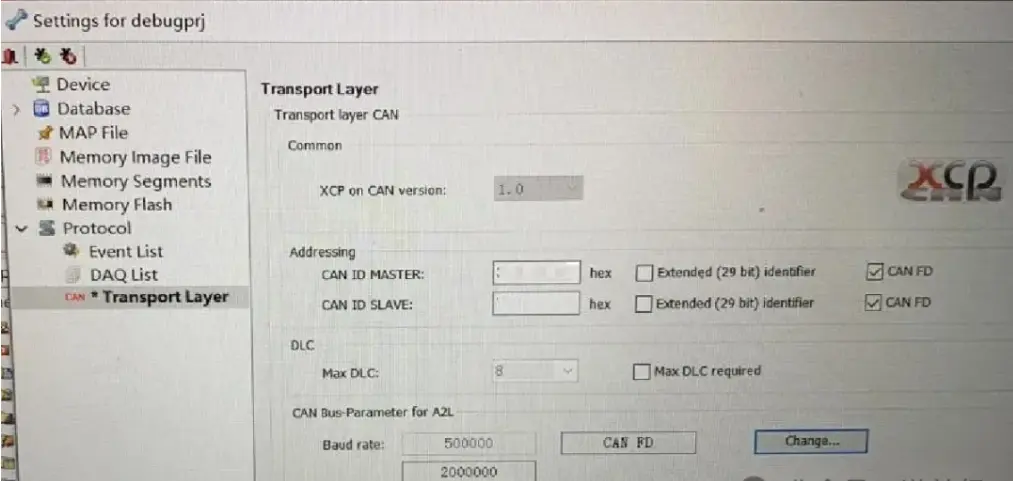 Settings for debugprj
Device
Database
MAP File
Memory Image File
Memory Segments
Memory Flash
Protocol
Event List
DAQ List
CAN * Transport Layer
Transport Layer
Transport layer CAN
Common
XCP on CAN version: 1.0
xcp
Addressing
CAN ID MASTER: hex Extended (29 bit) identifier CAN FD
CAN ID SLAVE: hex Extended (29 bit) identifier CAN FD
DLC
Max DLC: 8 Max DLC required
CAN Bus-Parameter for A2L
Baud rate: 500000 CAN FD Change...
2000000